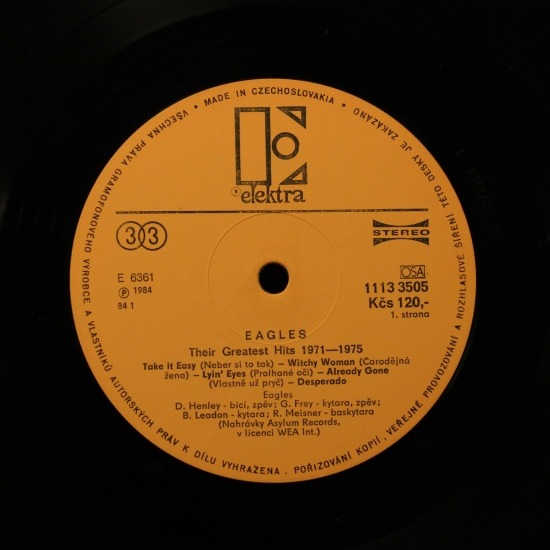 VŠECHNA PRÁVA GRAMOFONOVÉHO VÝROBCE A VLASTNÍKŮ AUTORSKÝCH PRÁV K DÍLU VYHRAŽENA . POŘIZOVÁNÍ KOPIÍ, VEŘEJNÉ PROVOZOVÁNÍ A ROZHLASOVÉ ŠÍŘENÍ TÉTO DESKY JE ZAKÁZÁNO • MADE IN CZECHOSLOVAKIA •
elektra
33
STEREO
E 6361
℗ 1984
84 1
OSA
1113 3505
Kčs 120,-
1. strana
EAGLES
Their Greatest Hits 1971—1975
Take It Easy (Neber si to tak) – Witchy Woman (Čarodějná
žena) – Lyin' Eyes (Prolhané oči) – Already Gone
(Vlastně už pryč) – Desperado
Eagles
D. Henley - bicí, zpěv; G. Frey - kytara, zpěv;
B. Leadon - kytara; R. Meisner - baskytara
(Nahrávky Asylum Records,
v licenci WEA Int.)